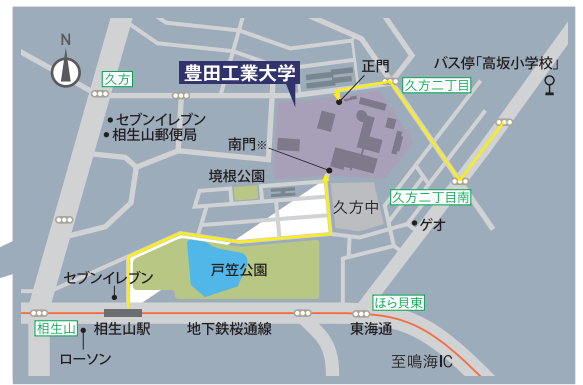 N
豊田工業大学
正門
バス停「高坂小学校」
久方
久方二丁目
セブンイレブン
相生山郵便局
南門※
境根公園
久方中
久方二丁目南
ゲオ
戸笠公園
セブンイレブン
ほら貝東
相生山
相生山駅
地下鉄桜通線
東海通
ローソン
至鳴海IC